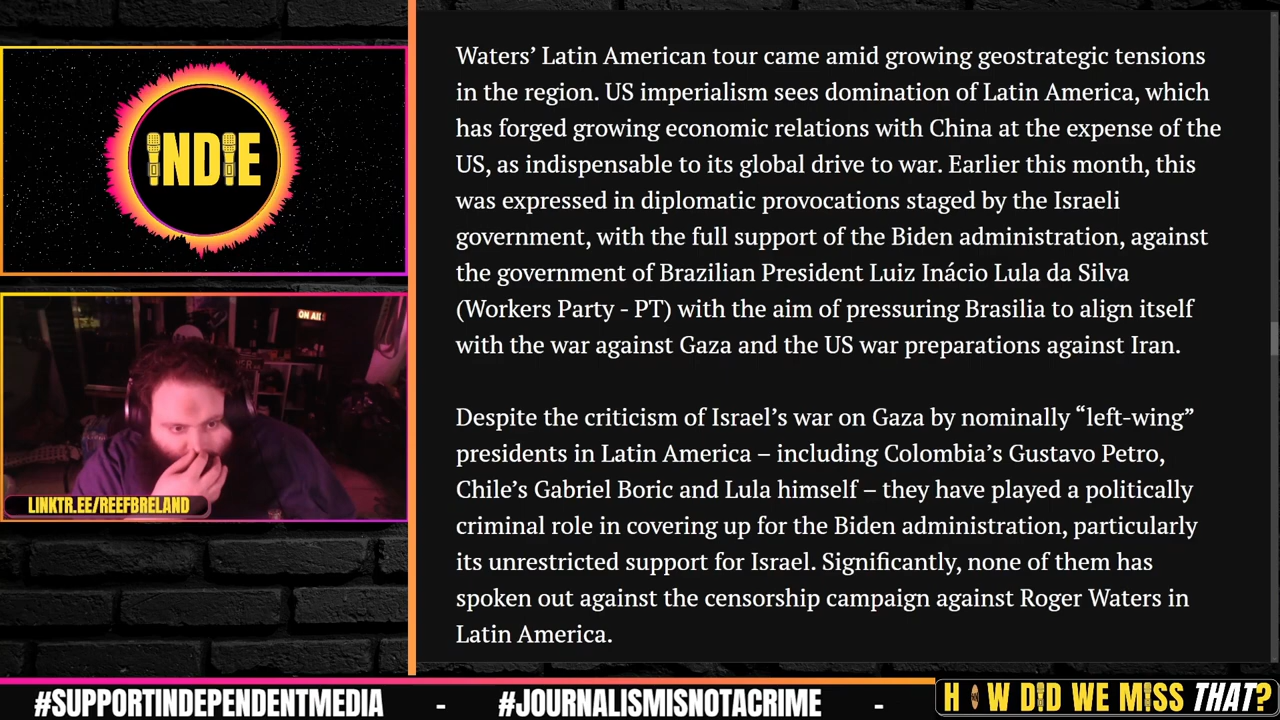 INDIE
ON AIR
LINKTR.EE/REEFBRELAND
Waters’ Latin American tour came amid growing geostrategic tensions
in the region. US imperialism sees domination of Latin America, which
has forged growing economic relations with China at the expense of the
US, as indispensable to its global drive to war. Earlier this month, this
was expressed in diplomatic provocations staged by the Israeli
government, with the full support of the Biden administration, against
the government of Brazilian President Luiz Inácio Lula da Silva
(Workers Party - PT) with the aim of pressuring Brasilia to align itself
with the war against Gaza and the US war preparations against Iran.
Despite the criticism of Israel’s war on Gaza by nominally “left-wing”
presidents in Latin America – including Colombia’s Gustavo Petro,
Chile’s Gabriel Boric and Lula himself – they have played a politically
criminal role in covering up for the Biden administration, particularly
its unrestricted support for Israel. Significantly, none of them has
spoken out against the censorship campaign against Roger Waters in
Latin America.
#SUPPORTINDEPENDENTMEDIA - #JOURNALISMISNOTACRIME -
HOW DID WE MISS THAT?